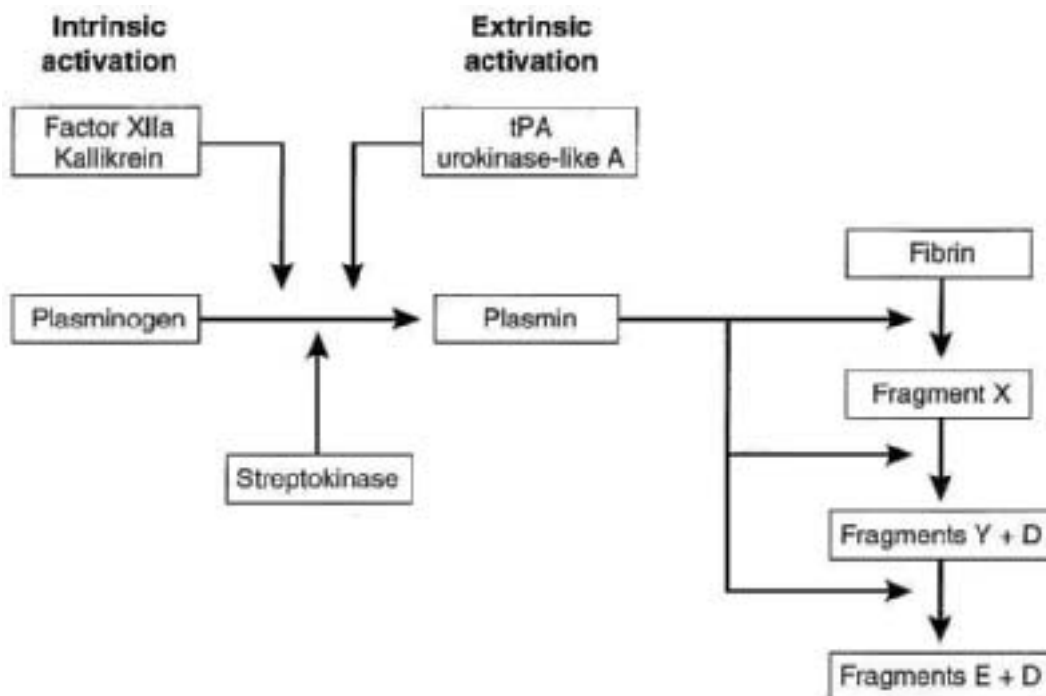 Intrinsic
activation
Extrinsic
activation
Factor XIIa
Kallikrein
tPA
urokinase-like A
Fibrin
Plasminogen
Plasmin
Fragment X
Streptokinase
Fragments Y + D
Fragments E + D